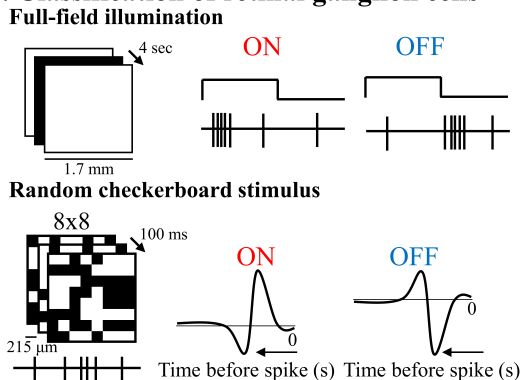 Full-field illumination
4 sec
ON
OFF
1.7 mm
Random checkerboard stimulus
8x8
100 ms
ON
OFF
0
0
215 μm
Time before spike (s)
Time before spike (s)